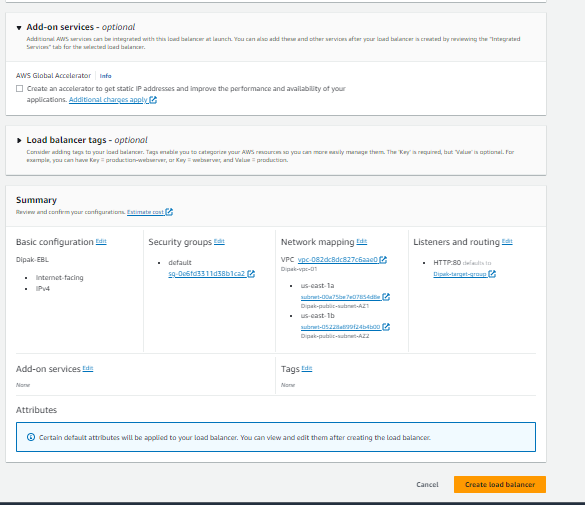 Add-on services - optional
Additional AWS services can be integrated with this load balancer at launch. You can also add these and other services after your load balancer is created by reviewing the "Integrated
Services" tab for the selected load balancer.
AWS Global Accelerator Info
Create an accelerator to get static IP addresses and improve the performance and availability of your
applications. Additional charges apply
Load balancer tags - optional
Consider adding tags to your load balancer. Tags enable you to categorize your AWS resources so you can more easily manage them. The 'Key' is required, but 'Value' is optional. For
example, you can have Key = production-webserver, or Key = webserver, and Value = production.
Summary
Review and confirm your configurations. Estimate cost
Basic configuration Edit
Dipak-EBL
Internet-facing
IPv4
Security groups Edit
default
sg-0e6fd3311d38b1ca2
Network mapping Edit
VPC vpc-082dc8dc827c6aae0
Dipak-vpc-01
us-east-1a
subnet-00a75be7e07654d8e
Dipak-public-subnet-AZ1
us-east-1b
subnet-05228a899f24b4b00
Dipak-public-subnet-AZ2
Listeners and routing Edit
HTTP:80 defaults to
Dipak-target-group
Add-on services Edit
None
Tags Edit
None
Attributes
Certain default attributes will be applied to your load balancer. You can view and edit them after creating the load balancer.
Cancel
Create load balancer